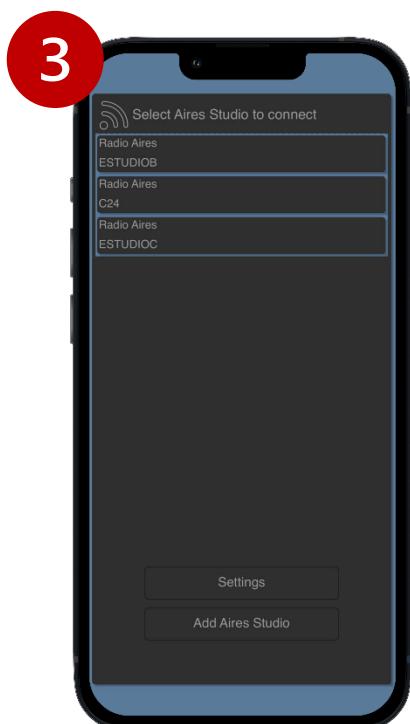 3
Select Aires Studio to connect
Radio Aires
ESTUDIOB
Radio Aires
C24
Radio Aires
ESTUDIOC
Settings
Add Aires Studio